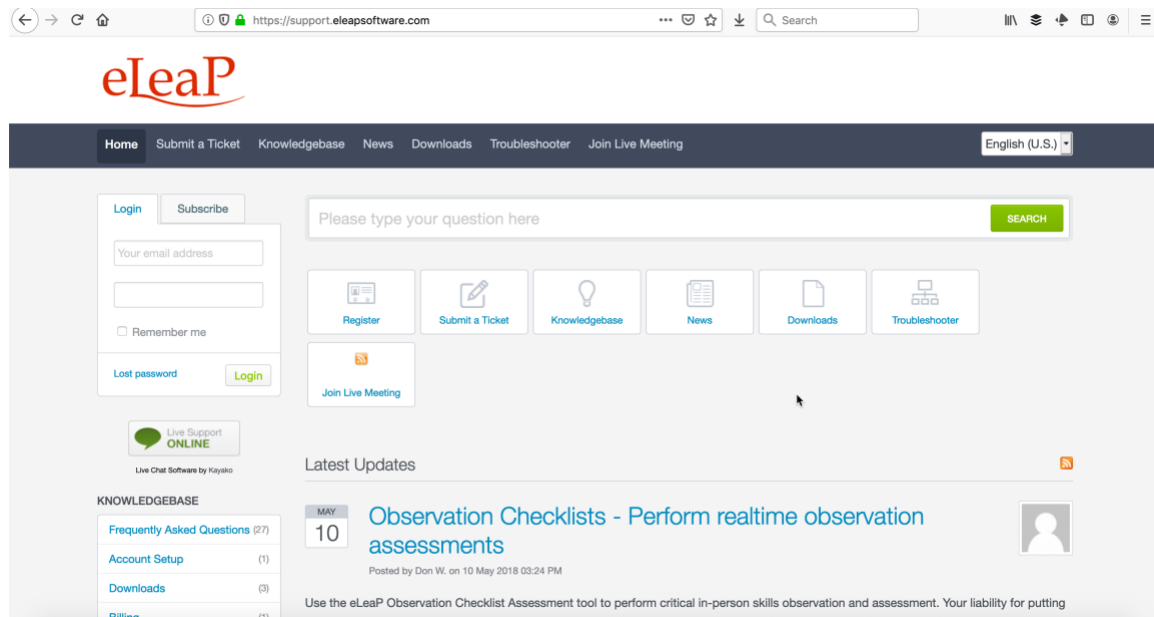 https://support.eleapsoftware.com
Search
eLeaP
Home Submit a Ticket Knowledgebase News Downloads Troubleshooter Join Live Meeting
English (U.S.)
Login Subscribe
Your email address
Remember me
Lost password Login
Live Support
ONLINE
Live Chat Software by Kayako
KNOWLEDGEBASE
Frequently Asked Questions (27)
Account Setup (1)
Downloads (3)
Billing (1)
Please type your question here
SEARCH
Register Submit a Ticket Knowledgebase News Downloads Troubleshooter
Join Live Meeting
Latest Updates
MAY
10
Observation Checklists - Perform realtime observation
assessments
Posted by Don W. on 10 May 2018 03:24 PM
Use the eLeaP Observation Checklist Assessment tool to perform critical in-person skills observation and assessment. Your liability for putting